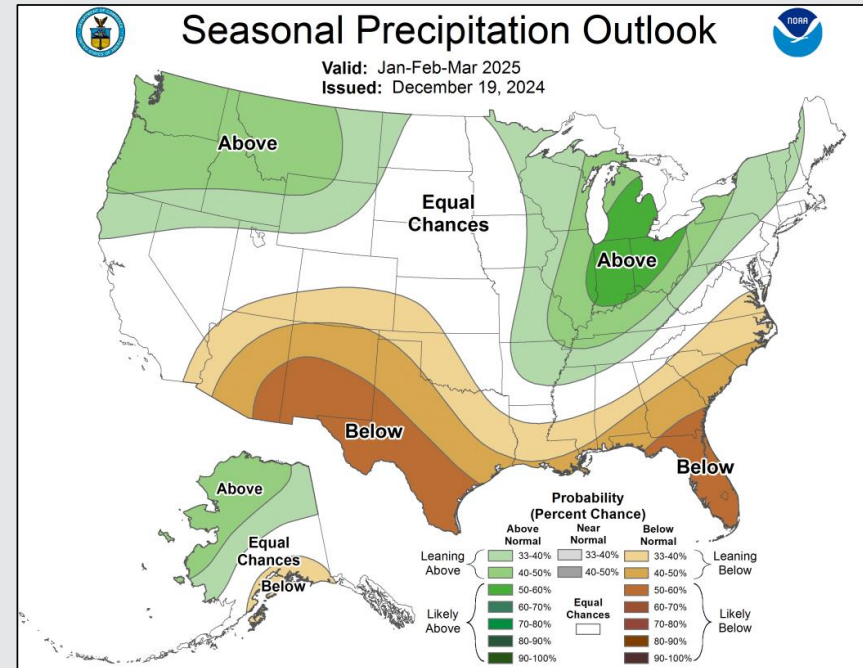 Seasonal Precipitation Outlook
NOAA
Valid: Jan-Feb-Mar 2025
Issued: December 19, 2024
Above
Equal
Chances
Above
Below
Below
Above
Equal
Chances
Below
Probability
(Percent Chance)
Above
Normal
Near
Normal
Below
Normal
Leaning
Above
33-40%
33-40%
33-40%
Leaning
Below
40-50%
40-50%
40-50%
Likely
Above
50-60%
Equal
Chances
50-60%
Likely
Below
60-70%
60-70%
70-80%
70-80%
80-90%
80-90%
90-100%
90-100%